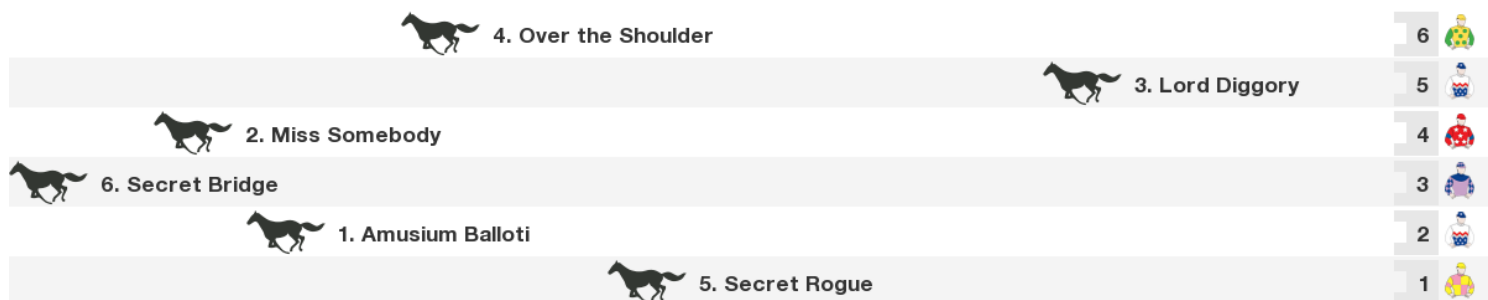 4. Over the Shoulder 6
3. Lord Diggory 5
2. Miss Somebody 4
6. Secret Bridge 3
1. Amusium Balloti 2
5. Secret Rogue 1